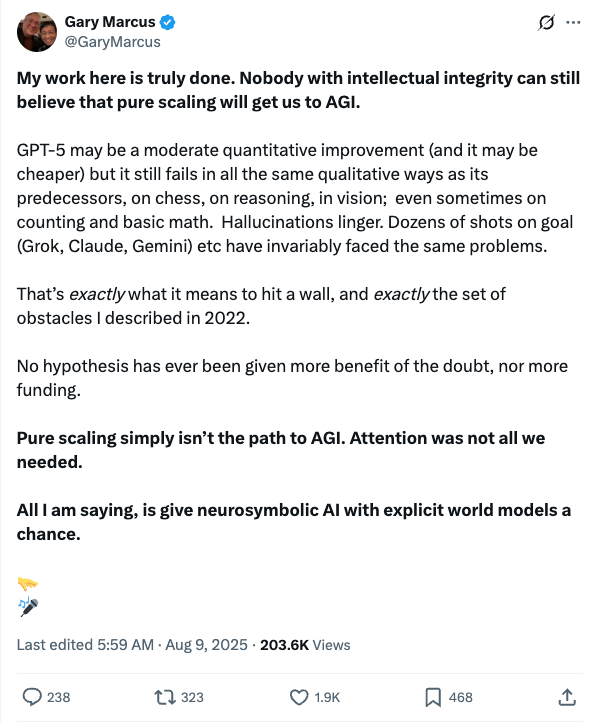 Gary Marcus
@GaryMarcus
My work here is truly done. Nobody with intellectual integrity can still
believe that pure scaling will get us to AGI.
GPT-5 may be a moderate quantitative improvement (and it may be
cheaper) but it still fails in all the same qualitative ways as its
predecessors, on chess, on reasoning, in vision;  even sometimes on
counting and basic math.  Hallucinations linger. Dozens of shots on goal
(Grok, Claude, Gemini) etc have invariably faced the same problems.
That’s exactly what it means to hit a wall, and exactly the set of
obstacles I described in 2022.
No hypothesis has ever been given more benefit of the doubt, nor more
funding.
Pure scaling simply isn’t the path to AGI. Attention was not all we
needed.
All I am saying, is give neurosymbolic AI with explicit world models a
chance.
Last edited 5:59 AM · Aug 9, 2025 · 203.6K Views
238 323 1.9K 468